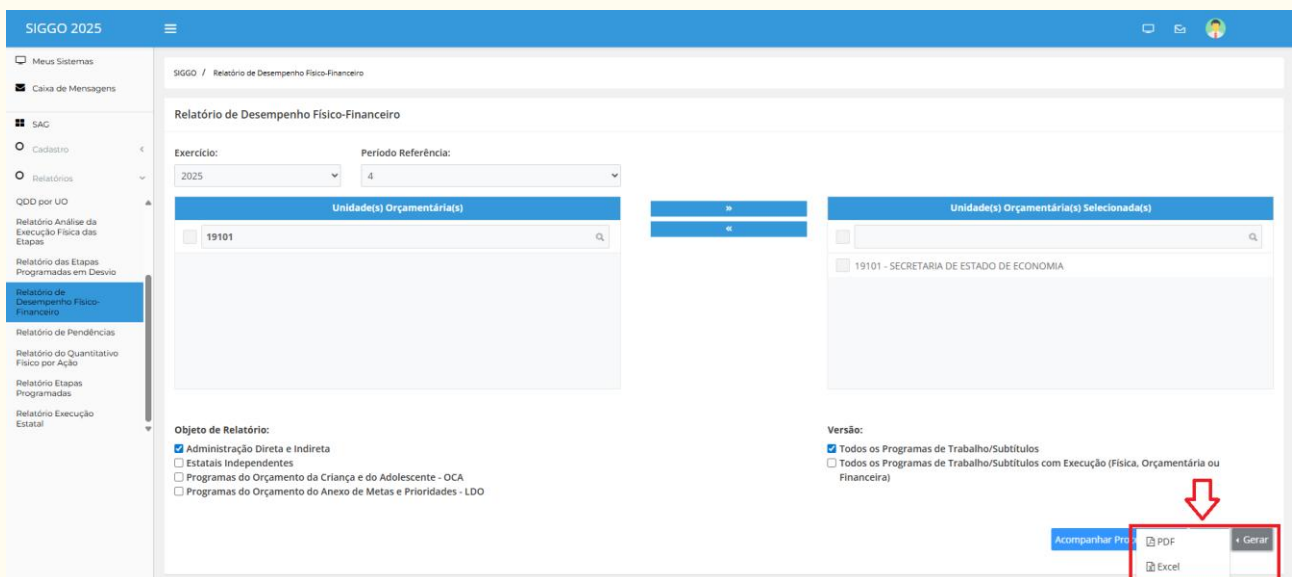 SIGGO 2025
Meus Sistemas
Caixa de Mensagens
SAG
Cadastro
Relatórios
QDD por UO
Relatório Análise da
Execução Física das
Etapas
Relatório das Etapas
Programadas em Desvio
Relatório de
Desempenho Físico-
Financeiro
Relatório de Pendências
Relatório do Quantitativo
Físico por Ação
Relatório Etapas
Programadas
Relatório Execução
Estatal
SIGGO / Relatório de Desempenho Físico-Financeiro
Relatório de Desempenho Físico-Financeiro
Exercício:
Período Referência:
2025
4
Unidade(s) Orçamentária(s)
19101
»
«
Unidade(s) Orçamentária(s) Selecionada(s)
19101 - SECRETARIA DE ESTADO DE ECONOMIA
Objeto de Relatório:
Administração Direta e Indireta
Estatais Independentes
Programas do Orçamento da Criança e do Adolescente - OCA
Programas do Orçamento do Anexo de Metas e Prioridades - LDO
Versão:
Todos os Programas de Trabalho/Subtítulos
Todos os Programas de Trabalho/Subtítulos com Execução (Física, Orçamentária ou
Financeira)
Acompanhar Pro
PDF
Excel
Gerar